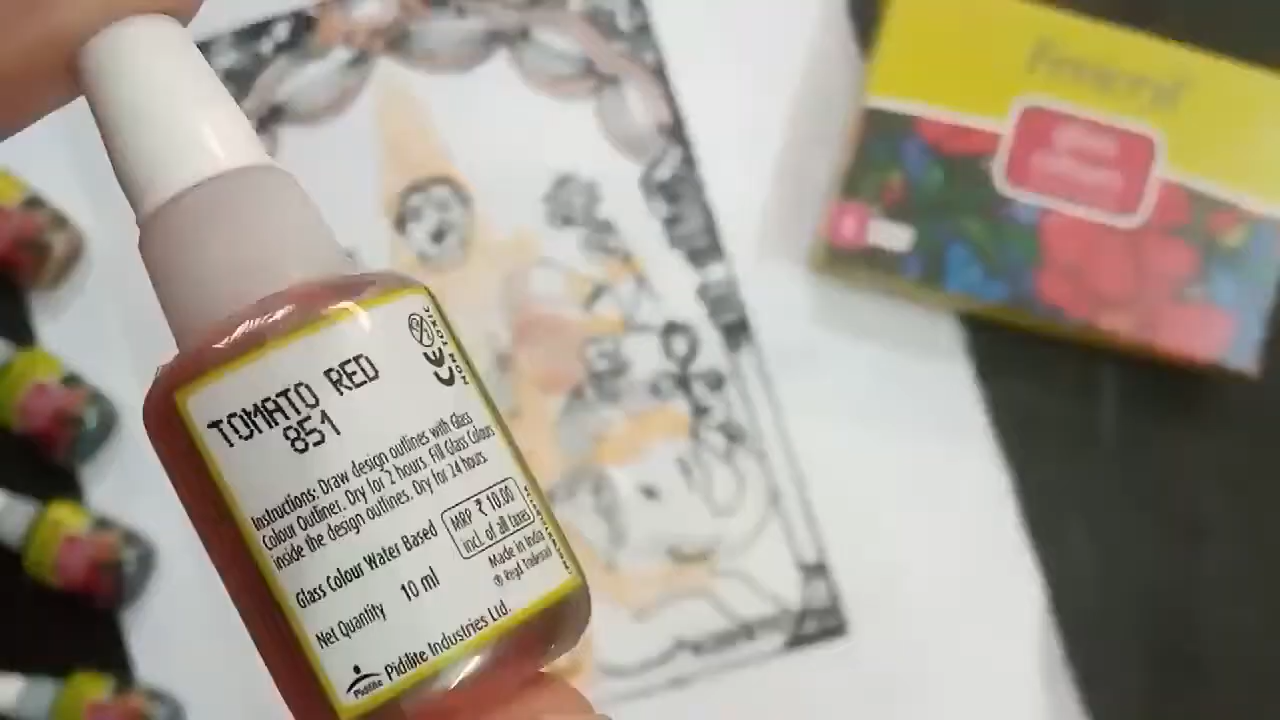 TOMATO RED
851
NON TOXIC
Instructions: Draw design outlines with Glass
Colour Outliner. Dry for 2 hours. Fill Glass Colours
inside the design outlines. Dry for 24 hours.
Glass Colour Water Based
MRP ₹ 10.00
incl. of all taxes
Net Quantity 10 ml
Made in India
® Regd. Trademark
Pidilite
Pidilite Industries Ltd.
glass
colours